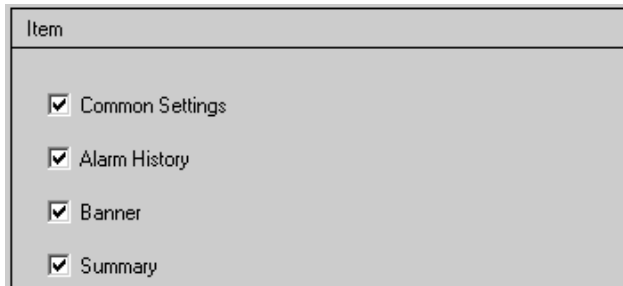 Item
Common Settings
Alarm History
Banner
Summary